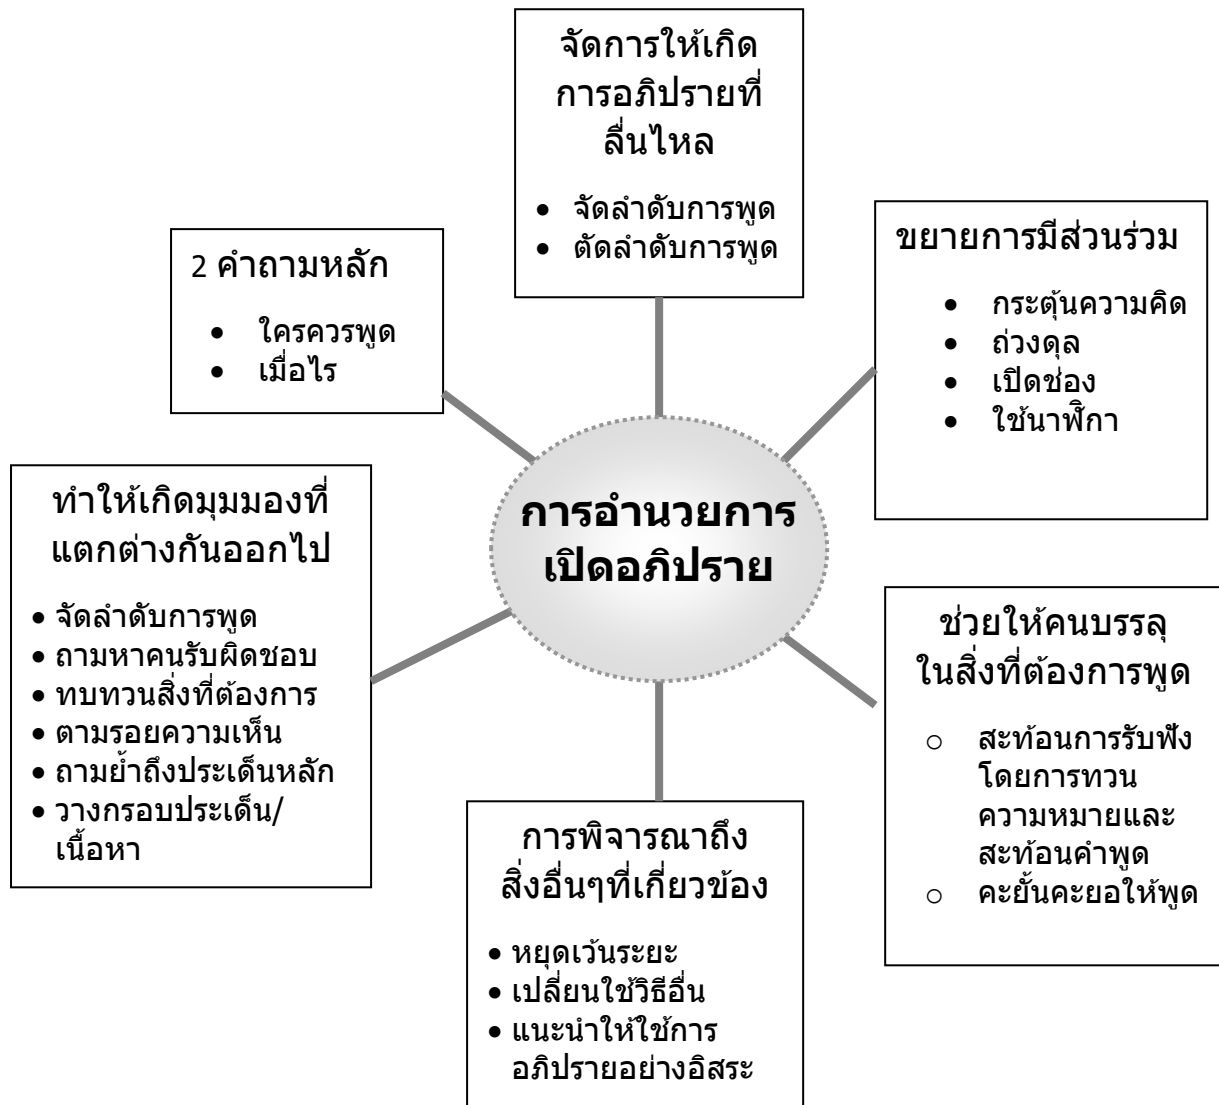 จัดการให้เกิด
การอภิปรายที่
ลื่นไหล
• จัดลำดับการพูด
• ตัดลำดับการพูด
2 คำถามหลัก
• ใครควรพูด
• เมื่อไร
ขยายการมีส่วนร่วม
• กระตุ้นความคิด
• ถ่วงดุล
• เปิดช่อง
• ใช้นาฬิกา
การอำนวยการ
เปิดอภิปราย
ทำให้เกิดมุมมองที่
แตกต่างกันออกไป
• จัดลำดับการพูด
• ถามหาคนรับผิดชอบ
• ทบทวนสิ่งที่ต้องการ
• ตามรอยความเห็น
• ถามย้ำถึงประเด็นหลัก
• วางกรอบประเด็น/
เนื้อหา
ช่วยให้คนบรรลุ
ในสิ่งที่ต้องการพูด
o สะท้อนการรับฟัง
โดยการทวน
ความหมายและ
สะท้อนคำพูด
o คะยั้นคะยอให้พูด
การพิจารณาถึง
สิ่งอื่นๆที่เกี่ยวข้อง
• หยุดเว้นระยะ
• เปลี่ยนใช้วิธีอื่น
• แนะนำให้ใช้การ
อภิปรายอย่างอิสระ